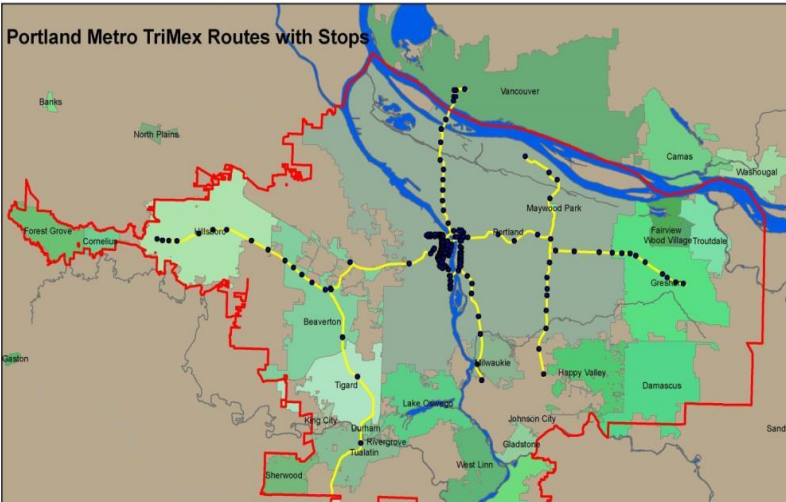 Portland Metro TriMex Routes with Stops
Banks
Vancouver
North Plains
Camas
Washougal
Maywood Park
Forest Grove
Cornelius
Hillsboro
Portland
Fairview
Wood Village
Troutdale
Gresham
Beaverton
Gaston
Milwaukie
Happy Valley
Tigard
Damascus
Lake Oswego
King City
Johnson City
Durham
Sand
Rivergrove
Gladstone
Tualatin
West Linn
Sherwood